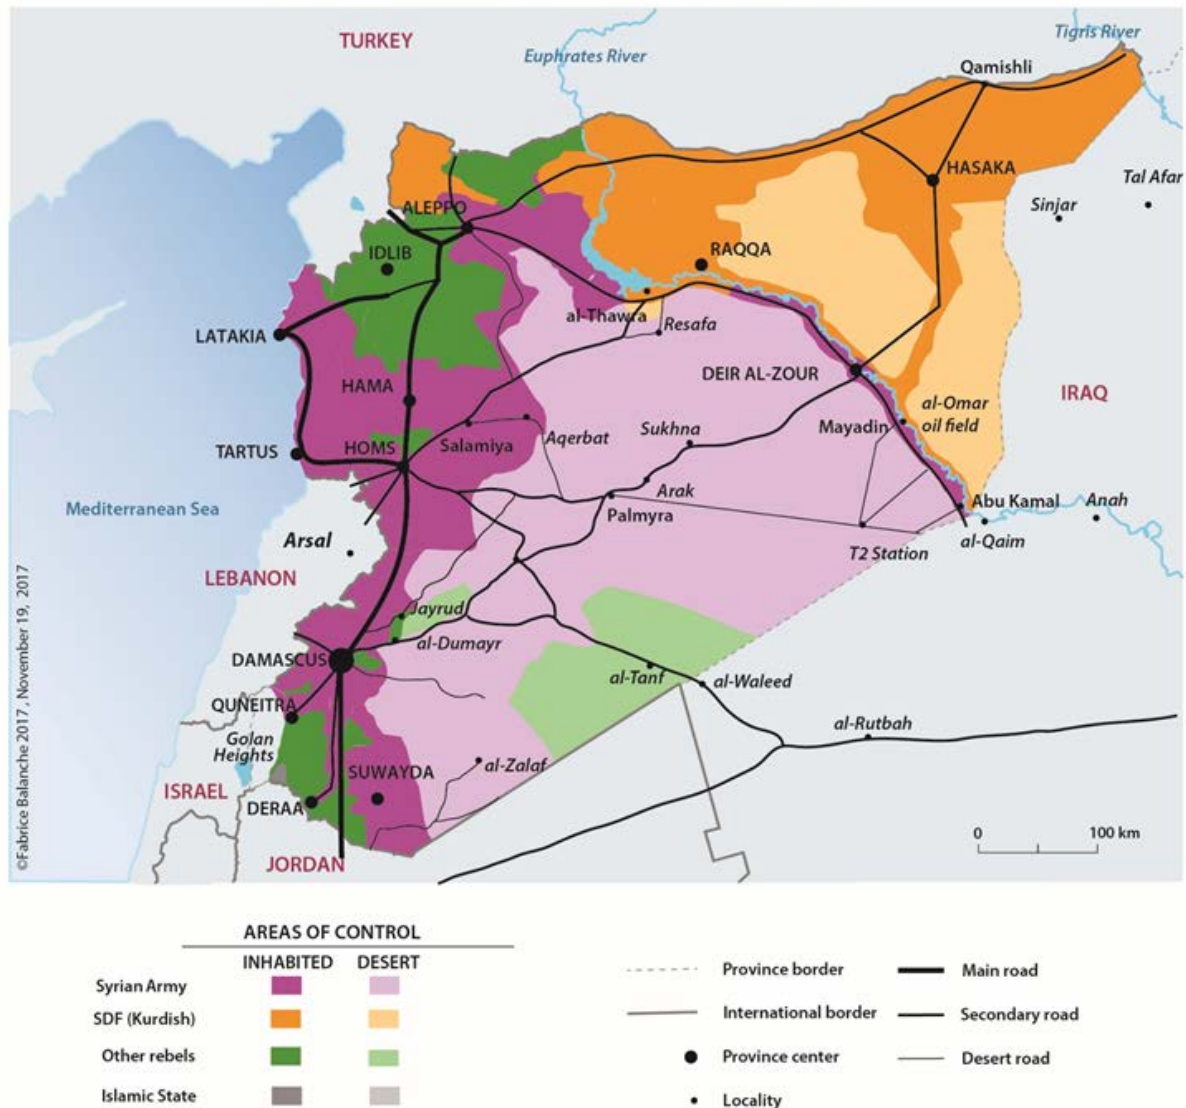 TURKEY
Euphrates River
Tigris River
Qamishli
HASAKA
Tal Afar
Sinjar
ALEPPO
IDLIB
RAQQA
al-Thawra
Resafa
LATAKIA
DEIR AL-ZOUR
HAMA
al-Omar
oil field
IRAQ
Mayadin
TARTUS
HOMS
Salamiya
Aqerbat
Sukhna
Arak
Palmyra
Abu Kamal
Anah
al-Qaim
T2 Station
Mediterranean Sea
Arsal
LEBANON
Jayrud
al-Dumayr
DAMASCUS
al-Tanf
al-Waleed
QUNEITRA
Golan
Heights
al-Rutbah
SUWAYDA
al-Zalaf
ISRAEL
DERAA
JORDAN
0 100 km
©Fabrice Balanche 2017, November 19, 2017
AREAS OF CONTROL
INHABITED DESERT
Syrian Army
SDF (Kurdish)
Other rebels
Islamic State
Province border
International border
Province center
Locality
Main road
Secondary road
Desert road